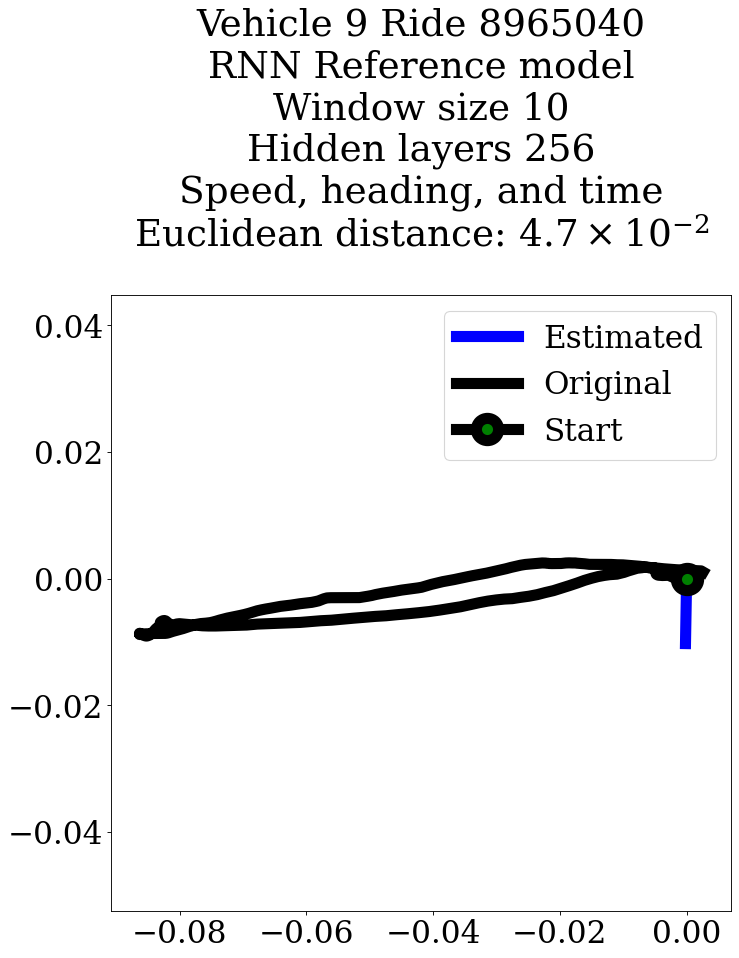 Vehicle 9 Ride 8965040
RNN Reference model
Window size 10
Hidden layers 256
Speed, heading, and time
Euclidean distance: 4.7 × 10⁻²
Estimated
Original
Start
0.04
0.02
0.00
−0.02
−0.04
−0.08 −0.06 −0.04 −0.02 0.00